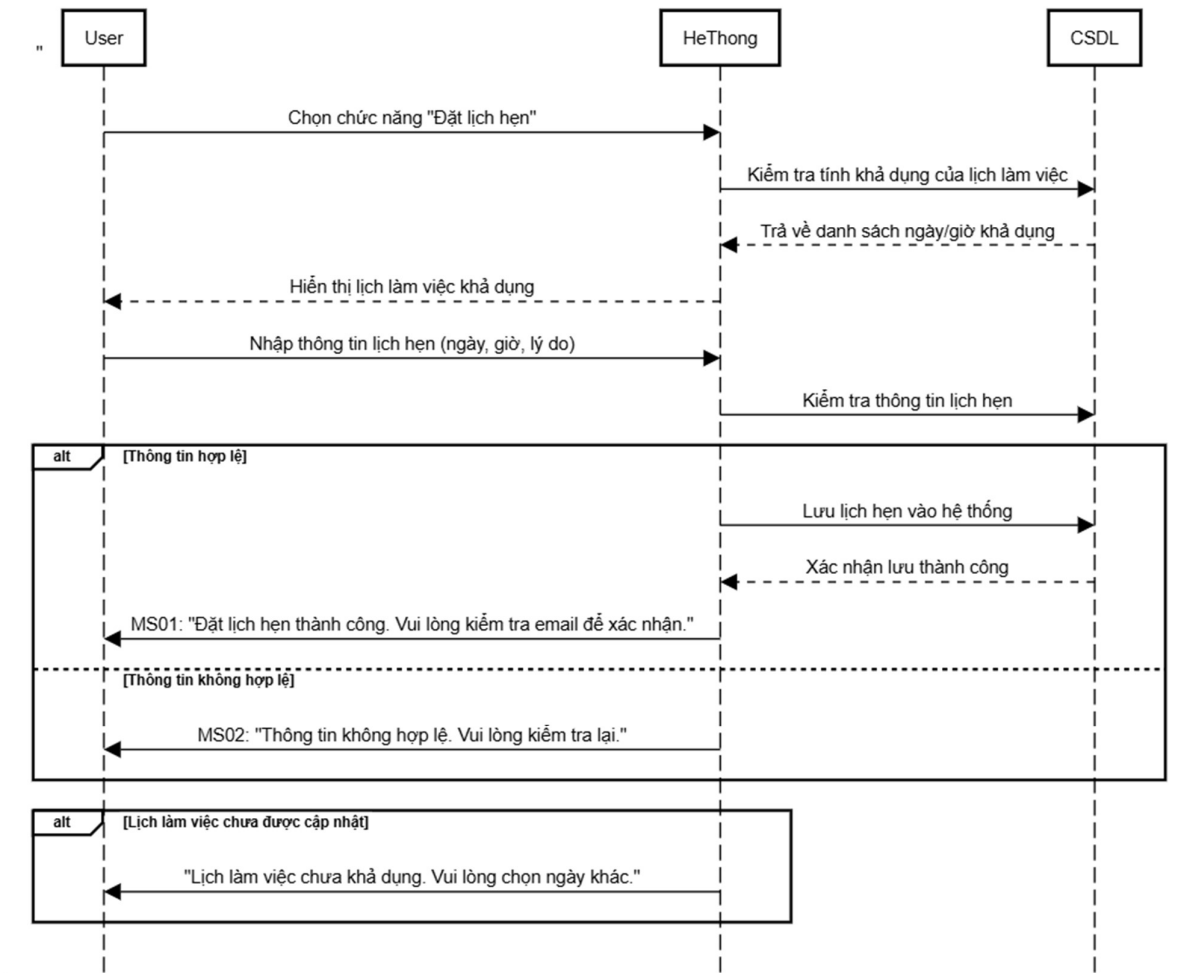 "
User
HeThong
CSDL
Chọn chức năng "Đặt lịch hẹn"
Kiểm tra tính khả dụng của lịch làm việc
Trả về danh sách ngày/giờ khả dụng
Hiển thị lịch làm việc khả dụng
Nhập thông tin lịch hẹn (ngày, giờ, lý do)
Kiểm tra thông tin lịch hẹn
alt
[Thông tin hợp lệ]
Lưu lịch hẹn vào hệ thống
Xác nhận lưu thành công
MS01: "Đặt lịch hẹn thành công. Vui lòng kiểm tra email để xác nhận."
[Thông tin không hợp lệ]
MS02: "Thông tin không hợp lệ. Vui lòng kiểm tra lại."
alt
[Lịch làm việc chưa được cập nhật]
"Lịch làm việc chưa khả dụng. Vui lòng chọn ngày khác."